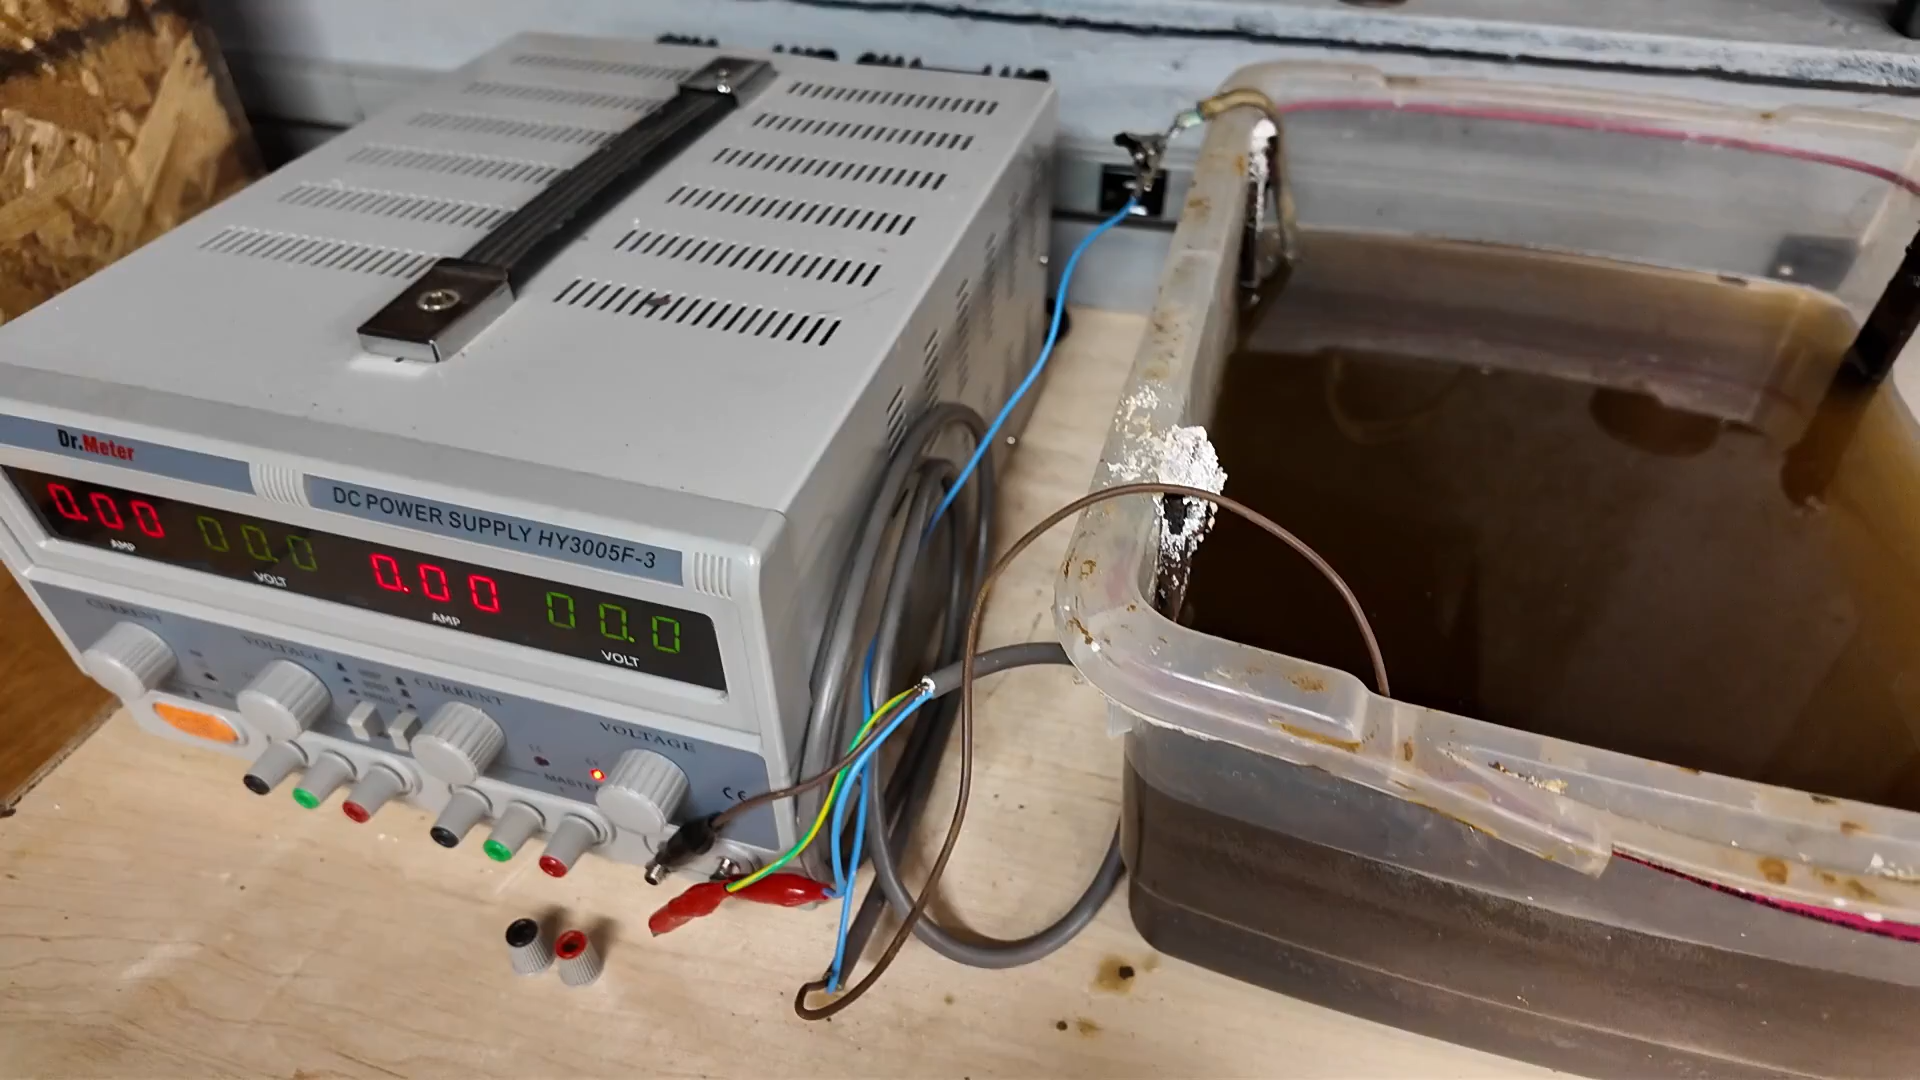 Dr.Meter
DC POWER SUPPLY HY3005F-3
0.00
00.0
0.00
00.0
AMP
VOLT
AMP
VOLT
CURRENT
VOLTAGE
CURRENT
VOLTAGE
MASTER
CE